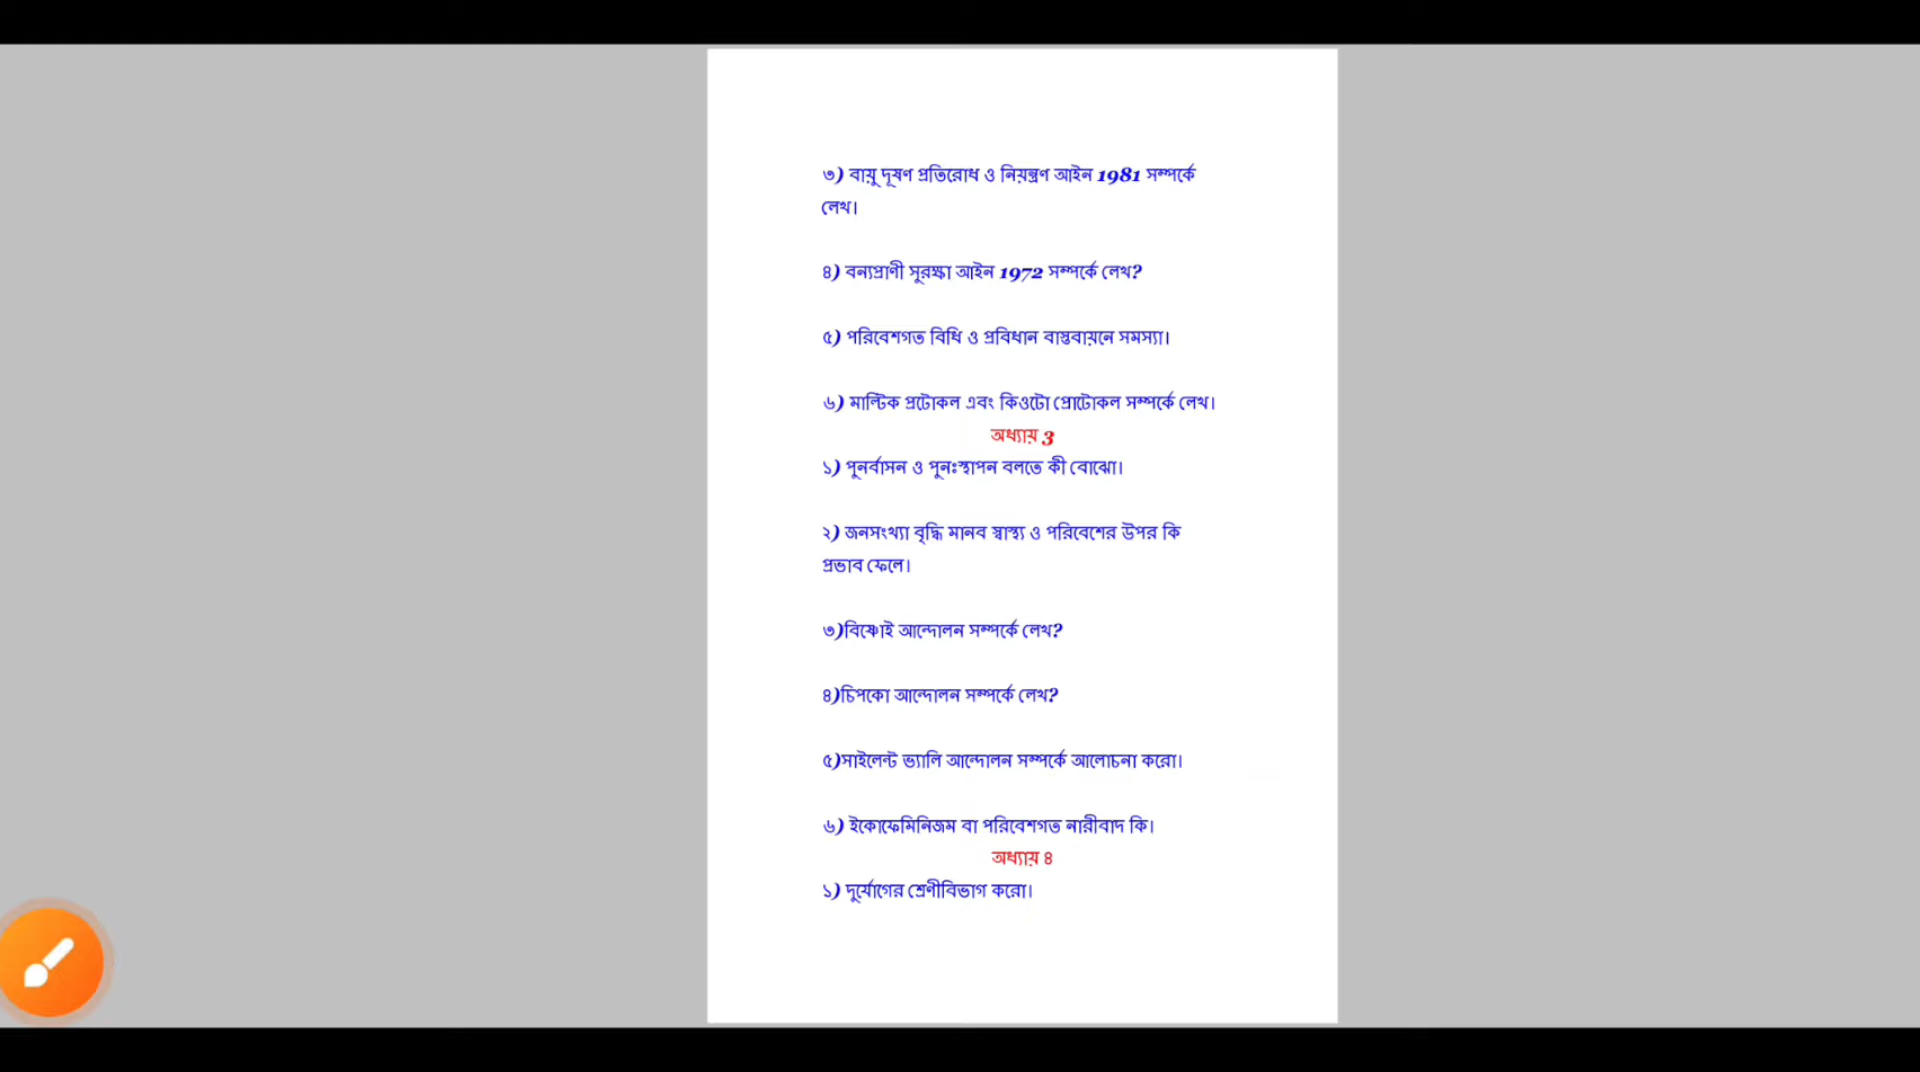 ৩) বায়ু দূষণ প্রতিরোধ ও নিয়ন্ত্রণ আইন 1981 সম্পর্কে
লেখ।
৪) বন্যপ্রাণী সুরক্ষা আইন 1972 সম্পর্কে লেখ?
৫) পরিবেশগত বিধি ও প্রবিধান বাস্তবায়নে সমস্যা।
৬) মাল্টিক প্রটোকল এবং কিওটো প্রোটোকল সম্পর্কে লেখ।
অধ্যায় 3
১) পুনর্বাসন ও পুনঃস্থাপন বলতে কী বোঝো।
২) জনসংখ্যা বৃদ্ধি মানব স্বাস্থ্য ও পরিবেশের উপর কি
প্রভাব ফেলে।
৩)বিষ্ণোই আন্দোলন সম্পর্কে লেখ?
৪)চিপকো আন্দোলন সম্পর্কে লেখ?
৫)সাইলেন্ট ভ্যালি আন্দোলন সম্পর্কে আলোচনা করো।
৬) ইকোফেমিনিজম বা পরিবেশগত নারীবাদ কি।
অধ্যায় ৪
১) দুর্যোগের শ্রেণীবিভাগ করো।